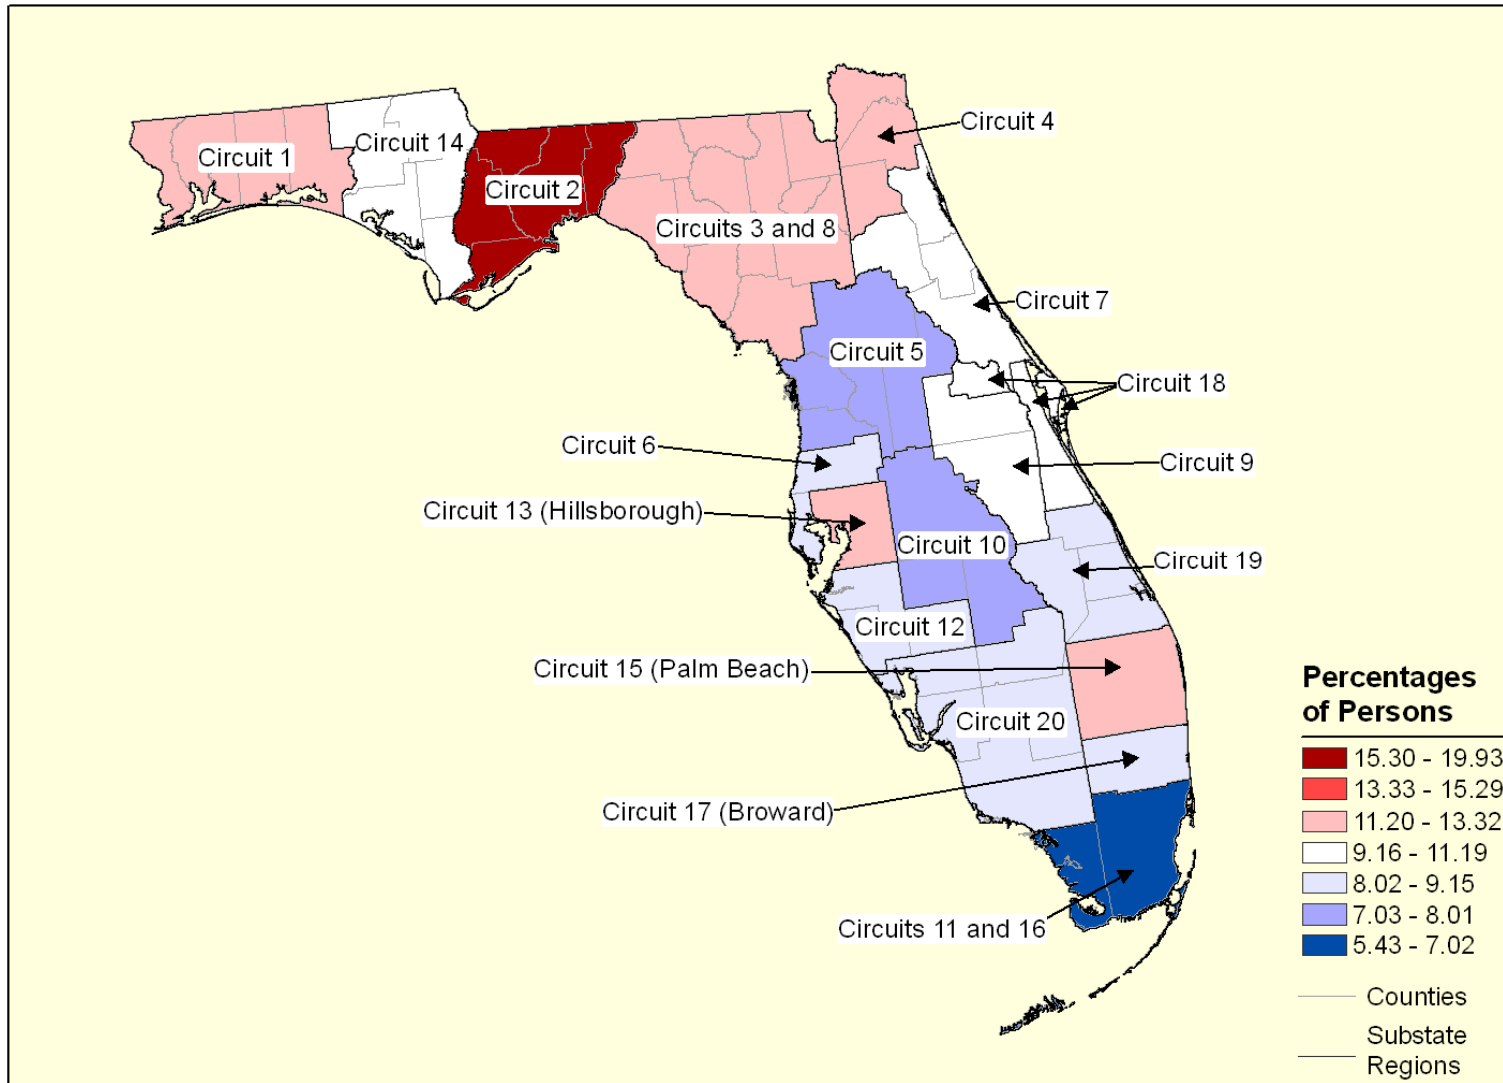 Circuit 4
Circuit 14
Circuit 1
Circuit 2
Circuits 3 and 8
Circuit 7
Circuit 5
Circuit 18
Circuit 6
Circuit 9
Circuit 13 (Hillsborough)
Circuit 10
Circuit 19
Circuit 12
Circuit 15 (Palm Beach)
Circuit 20
Circuit 17 (Broward)
Circuits 11 and 16
Percentages
of Persons
15.30 - 19.93
13.33 - 15.29
11.20 - 13.32
9.16 - 11.19
8.02 - 9.15
7.03 - 8.01
5.43 - 7.02
Counties
Substate
Regions